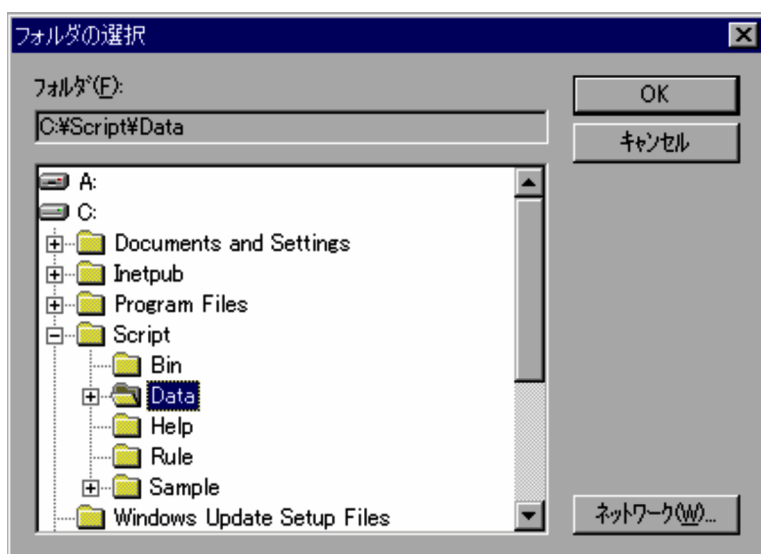 フォルダの選択
フォルダ(F):
C:¥Script¥Data
OK
キャンセル
A:
C:
Documents and Settings
Inetpub
Program Files
Script
Bin
Data
Help
Rule
Sample
Windows Update Setup Files
ネットワーク(W)...